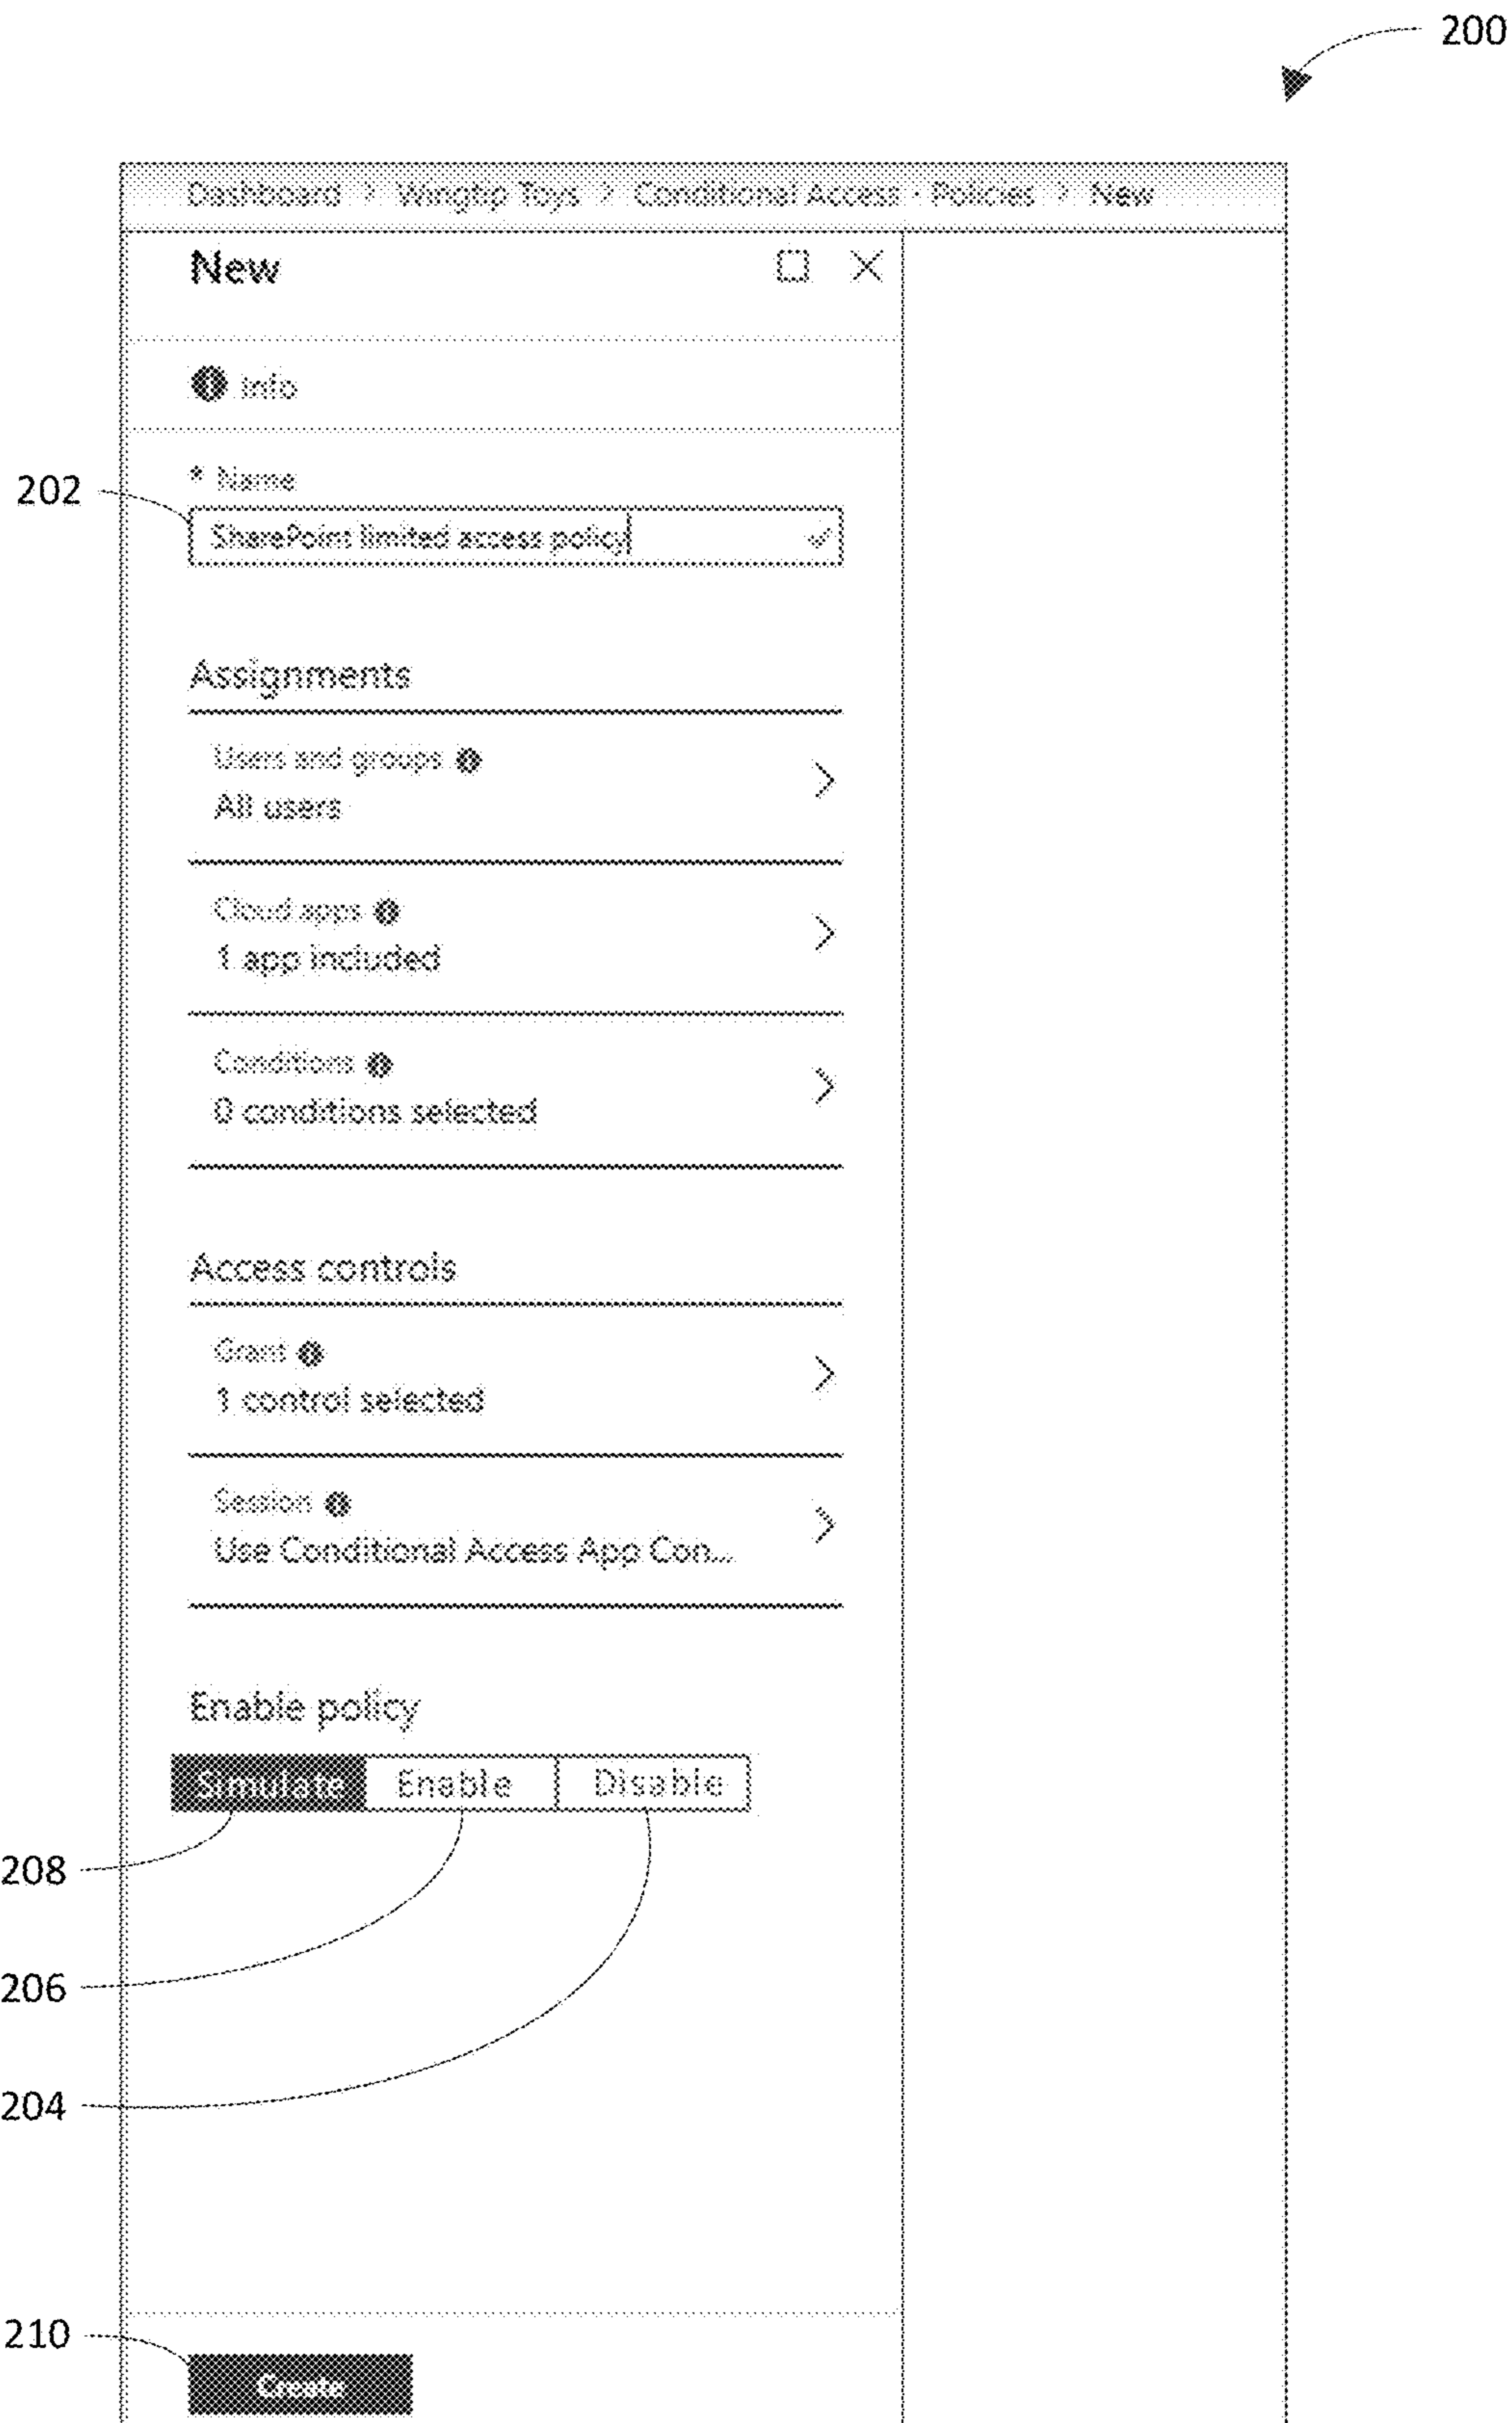 200
Dashboard > Wingtip Toys > Conditional Access · Policies > New
New
Info
* Name
202
SharePoint limited access policy
Assignments
Users and groups
All users
Cloud apps
1 app included
Conditions
0 conditions selected
Access controls
Grant
1 control selected
Session
Use Conditional Access App Con...
Enable policy
Simulate Enable Disable
208
206
204
210
Create